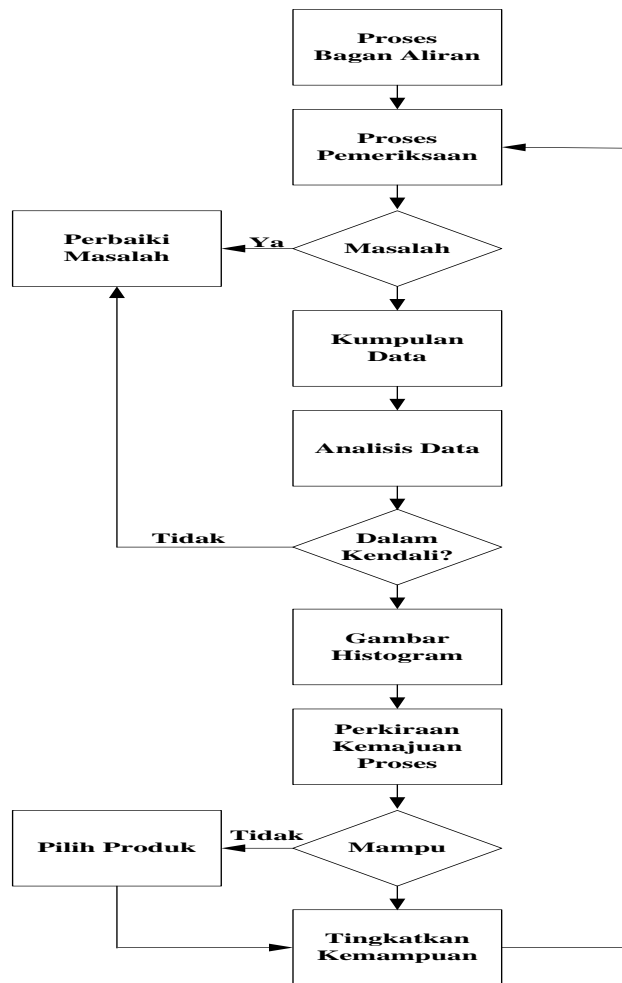 Proses
Bagan Aliran
Proses
Pemeriksaan
Perbaiki
Masalah
Ya
Masalah
Kumpulan
Data
Analisis Data
Tidak
Dalam
Kendali?
Gambar
Histogram
Perkiraan
Kemajuan
Proses
Pilih Produk
Tidak
Mampu
Tingkatkan
Kemampuan